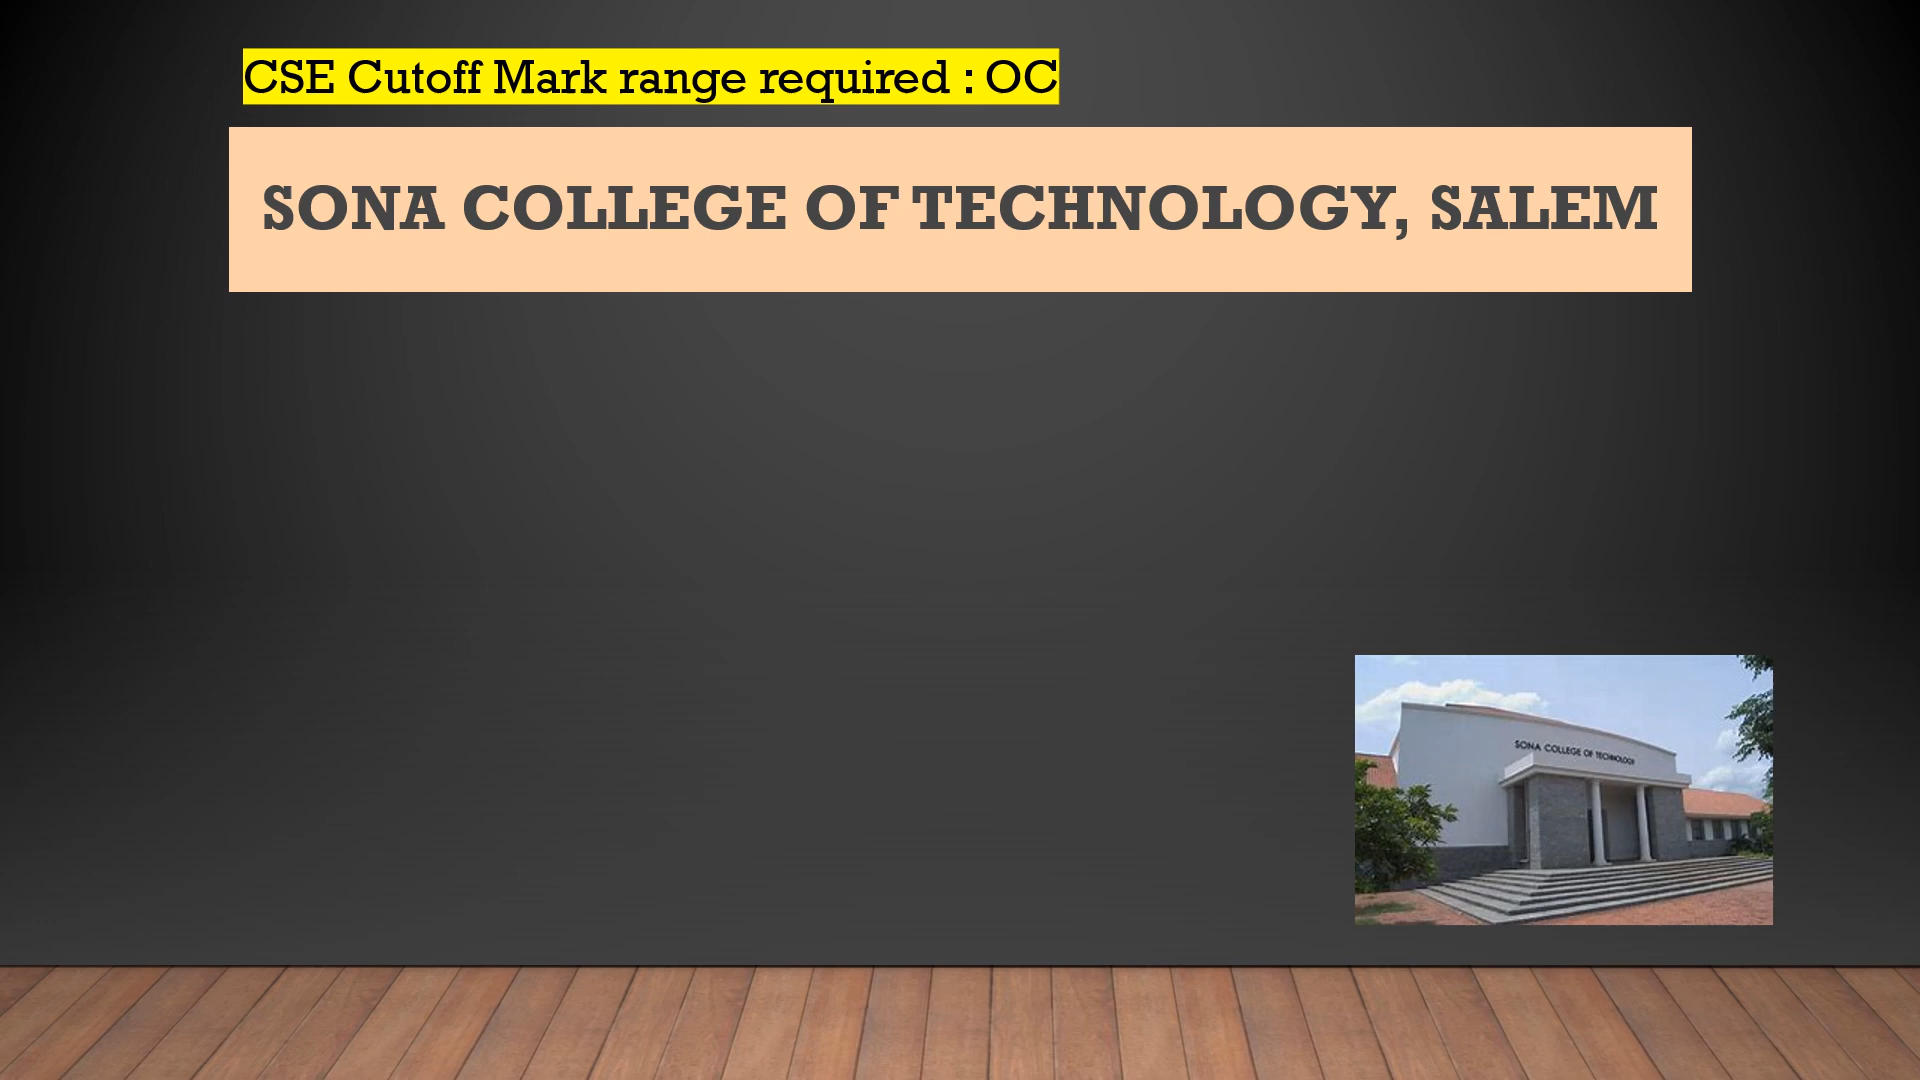 CSE Cutoff Mark range required : OC
SONA COLLEGE OF TECHNOLOGY, SALEM
SONA COLLEGE OF TECHNOLOGY